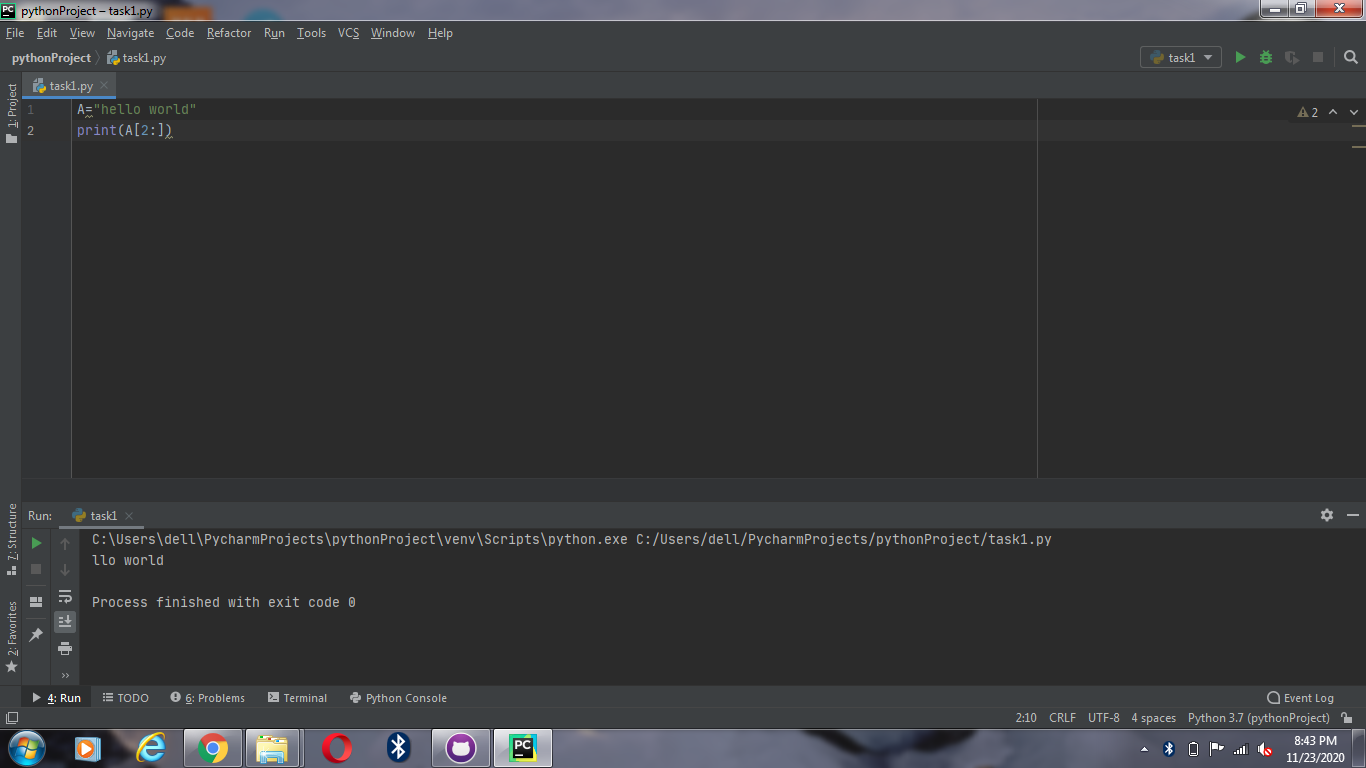 PC pythonProject – task1.py
File Edit View Navigate Code Refactor Run Tools VCS Window Help
pythonProject task1.py task1
task1.py
1: Project
1 A="hello world"
2 print(A[2:])
2
7: Structure
2: Favorites
Run: task1
C:\Users\dell\PycharmProjects\pythonProject\venv\Scripts\python.exe C:/Users/dell/PycharmProjects/pythonProject/task1.py
llo world
Process finished with exit code 0
4: Run TODO 6: Problems Terminal Python Console Event Log
2:10 CRLF UTF-8 4 spaces Python 3.7 (pythonProject)
PC
8:43 PM
11/23/2020